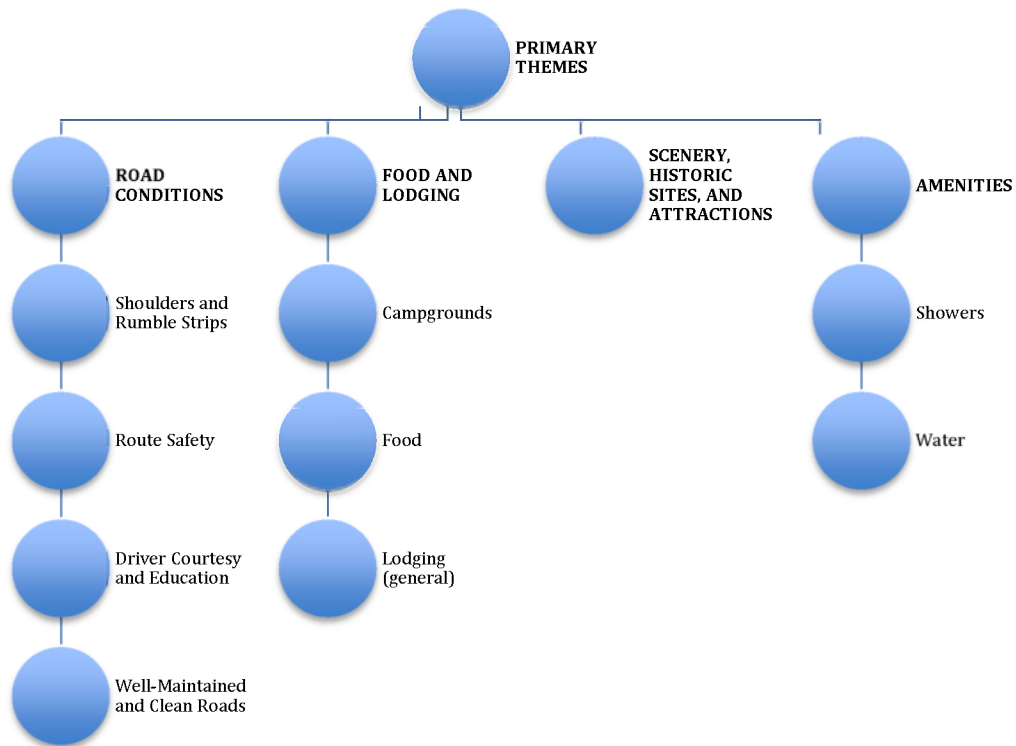 PRIMARY
THEMES
ROAD
CONDITIONS
FOOD AND
LODGING
SCENERY,
HISTORIC
SITES, AND
ATTRACTIONS
AMENITIES
Shoulders and
Rumble Strips
Campgrounds
Showers
Route Safety
Food
Water
Driver Courtesy
and Education
Lodging
(general)
Well-Maintained
and Clean Roads